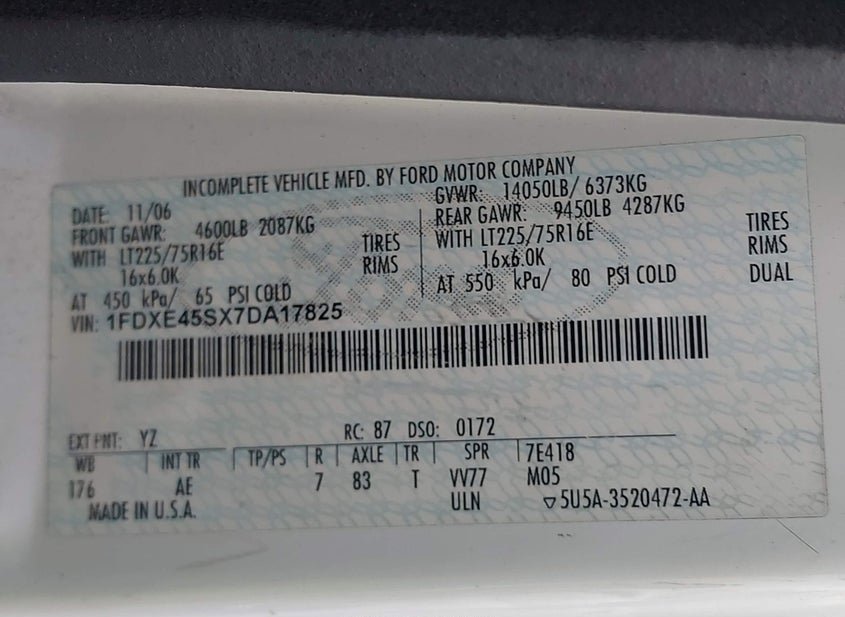 INCOMPLETE VEHICLE MFD. BY FORD MOTOR COMPANY
DATE: 11/06
GVWR: 14050LB/ 6373KG
FRONT GAWR: 4600LB 2087KG
REAR GAWR: 9450LB 4287KG
WITH LT225/75R16E TIRES
WITH LT225/75R16E TIRES
16x6.0K RIMS
16x6.0K RIMS
AT 450 kPa/ 65 PSI COLD
AT 550 kPa/ 80 PSI COLD DUAL
VIN: 1FDXE45SX7DA17825
EXT PNT: YZ RC: 87 DSO: 0172
WB INT TR TP/PS R AXLE TR SPR 7E418
176 AE 7 83 T VV77 M05
MADE IN U.S.A. ULN ▽5U5A-3520472-AA